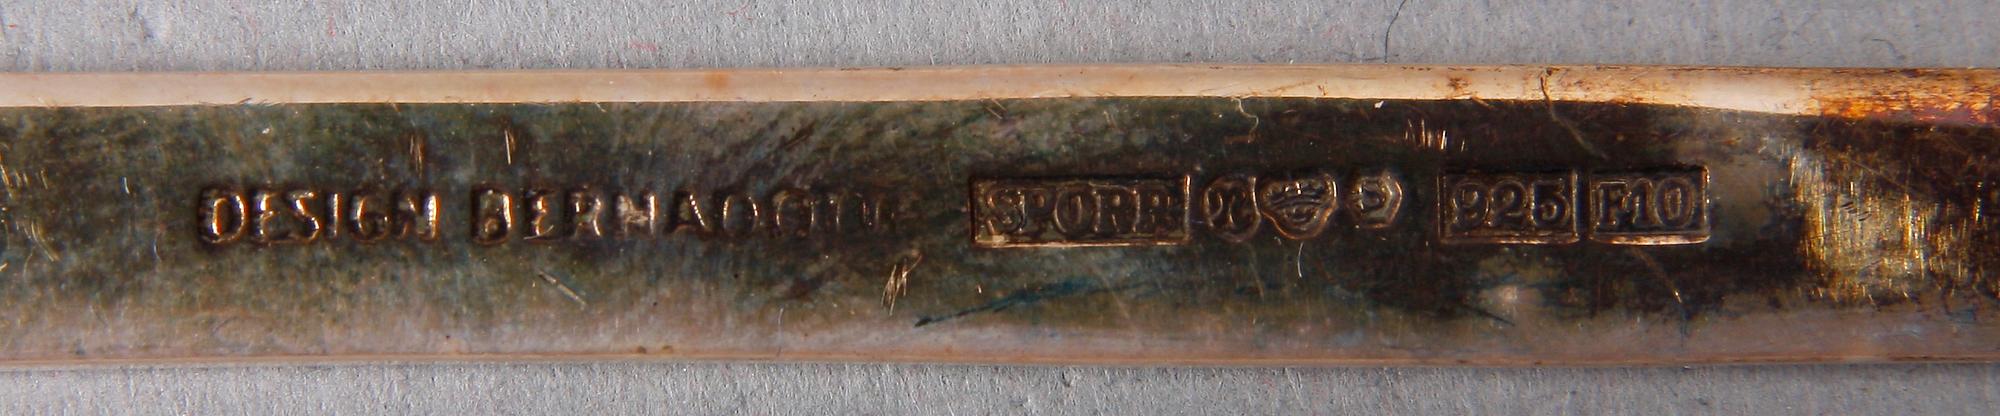 DESIGN BERNADOTTE SPORR S 925 F10